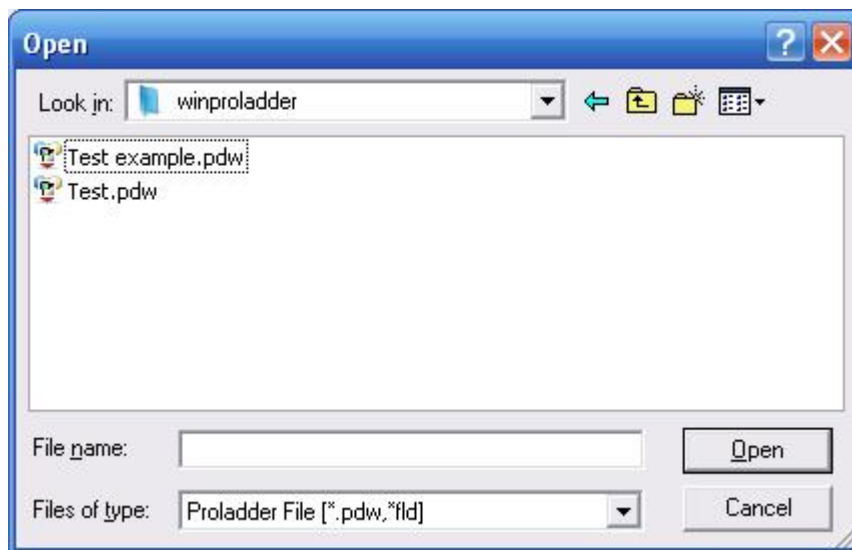 Open
Look in: winproladder
Test example.pdw
Test.pdw
File name:
Open
Files of type: Proladder File [*.pdw,*fld]
Cancel